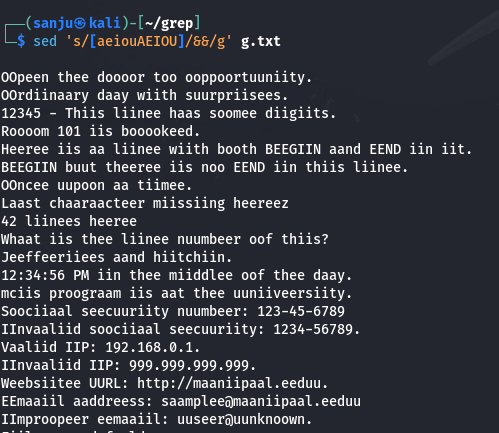 ┌──(sanju㉿kali)-[~/grep]
└─$ sed 's/[aeiouAEIOU]/&&/g' g.txt
OOpeen thee doooor too ooppoortuuniity.
OOrdiinaary daay wiith suurpriisees.
12345 - Thiis liinee haas soomee diigiits.
Roooom 101 iis booookeed.
Heeree iis aa liinee wiith booth BEEGIIN aand EEND iin iit.
BEEGIIN buut theeree iis noo EEND iin thiis liinee.
OOncee uupoon aa tiimee.
Laast chaaraacteer miissiing heereez
42 liinees heeree
Whaat iis thee liinee nuumbeer oof thiis?
Jeeffeeriiees aand hiitchiin.
12:34:56 PM iin thee miiddlee oof thee daay.
mciis proograam iis aat thee uuniiveersiity.
Soociiaal seecuuriity nuumbeer: 123-45-6789
IInvaaliid soociiaal seecuuriity: 1234-56789.
Vaaliid IIP: 192.168.0.1.
IInvaaliid IIP: 999.999.999.999.
Weebsiitee UURL: http://maaniipaal.eeduu.
EEmaaiil aaddreess: saamplee@maaniipaal.eeduu
IImproopeer eemaaiil: uuseer@uunknoown.